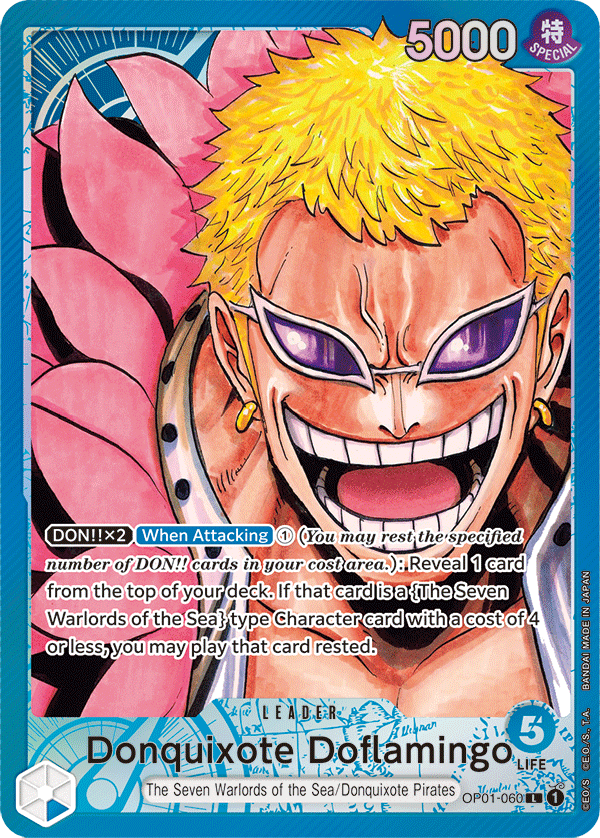 5000
特
SPECIAL
DON!!×2 When Attacking ① (You may rest the specified
number of DON!! cards in your cost area.): Reveal 1 card
from the top of your deck. If that card is a {The Seven
Warlords of the Sea} type Character card with a cost of 4
or less, you may play that card rested.
LEADER
Donquixote Doflamingo
5
LIFE
The Seven Warlords of the Sea/Donquixote Pirates
OP01-060 L 1
©E.O/S ©E.O.S., T.A. BANDAI MADE IN JAPAN